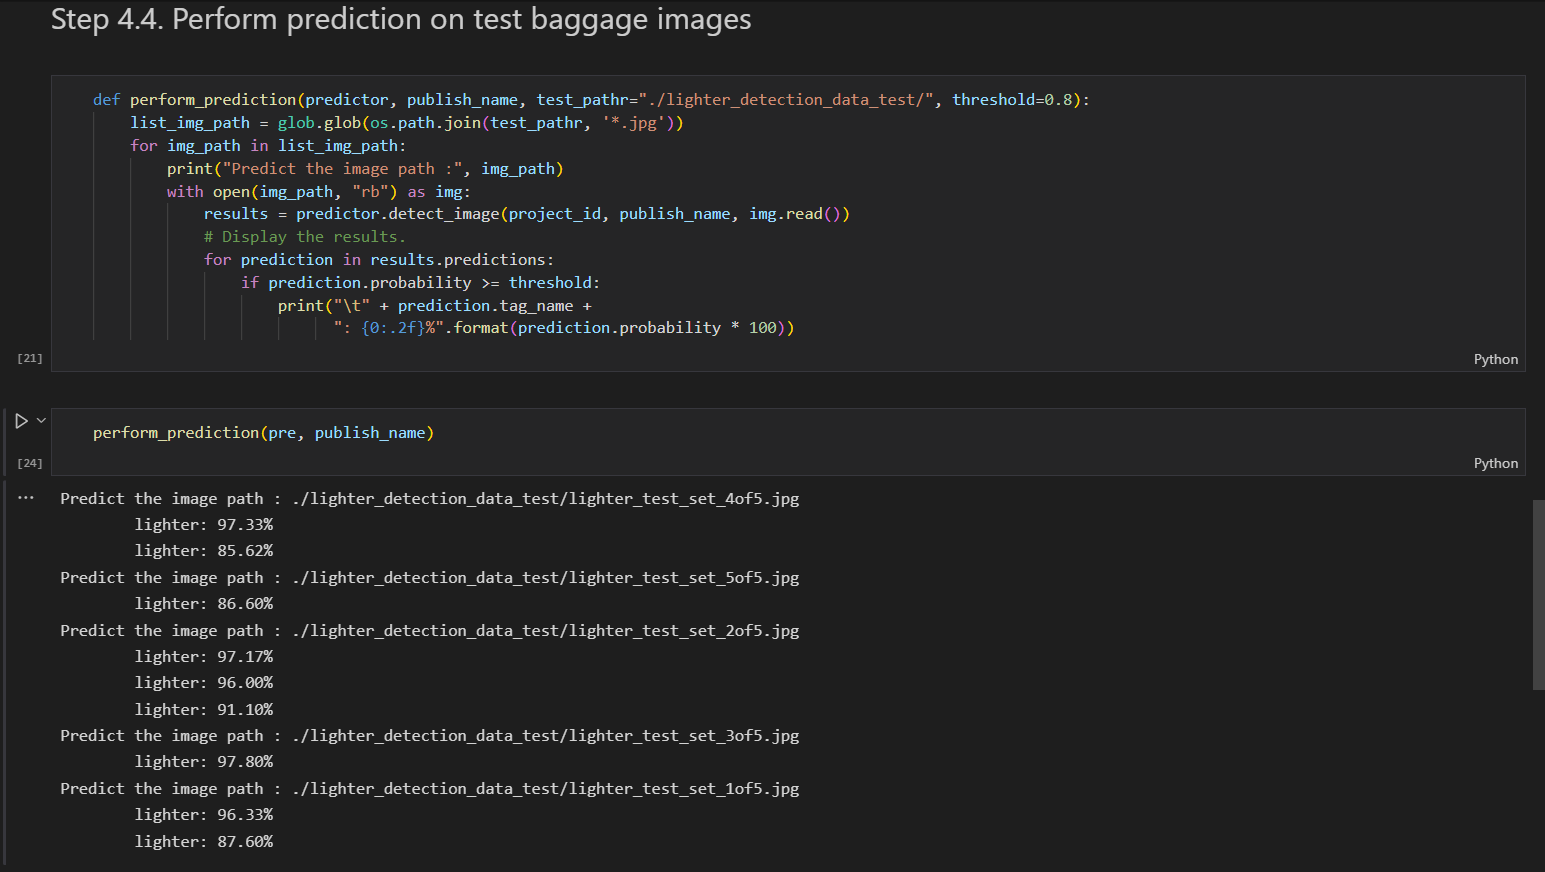 Step 4.4. Perform prediction on test baggage images
def perform_prediction(predictor, publish_name, test_pathr="./lighter_detection_data_test/", threshold=0.8):
    list_img_path = glob.glob(os.path.join(test_pathr, '*.jpg'))
    for img_path in list_img_path:
        print("Predict the image path :", img_path)
        with open(img_path, "rb") as img:
            results = predictor.detect_image(project_id, publish_name, img.read())
            # Display the results.
            for prediction in results.predictions:
                if prediction.probability >= threshold:
                    print("\t" + prediction.tag_name +
                          ": {0:.2f}%".format(prediction.probability * 100))
[21]
Python
perform_prediction(pre, publish_name)
[24]
Python
Predict the image path : ./lighter_detection_data_test/lighter_test_set_4of5.jpg
        lighter: 97.33%
        lighter: 85.62%
Predict the image path : ./lighter_detection_data_test/lighter_test_set_5of5.jpg
        lighter: 86.60%
Predict the image path : ./lighter_detection_data_test/lighter_test_set_2of5.jpg
        lighter: 97.17%
        lighter: 96.00%
        lighter: 91.10%
Predict the image path : ./lighter_detection_data_test/lighter_test_set_3of5.jpg
        lighter: 97.80%
Predict the image path : ./lighter_detection_data_test/lighter_test_set_1of5.jpg
        lighter: 96.33%
        lighter: 87.60%